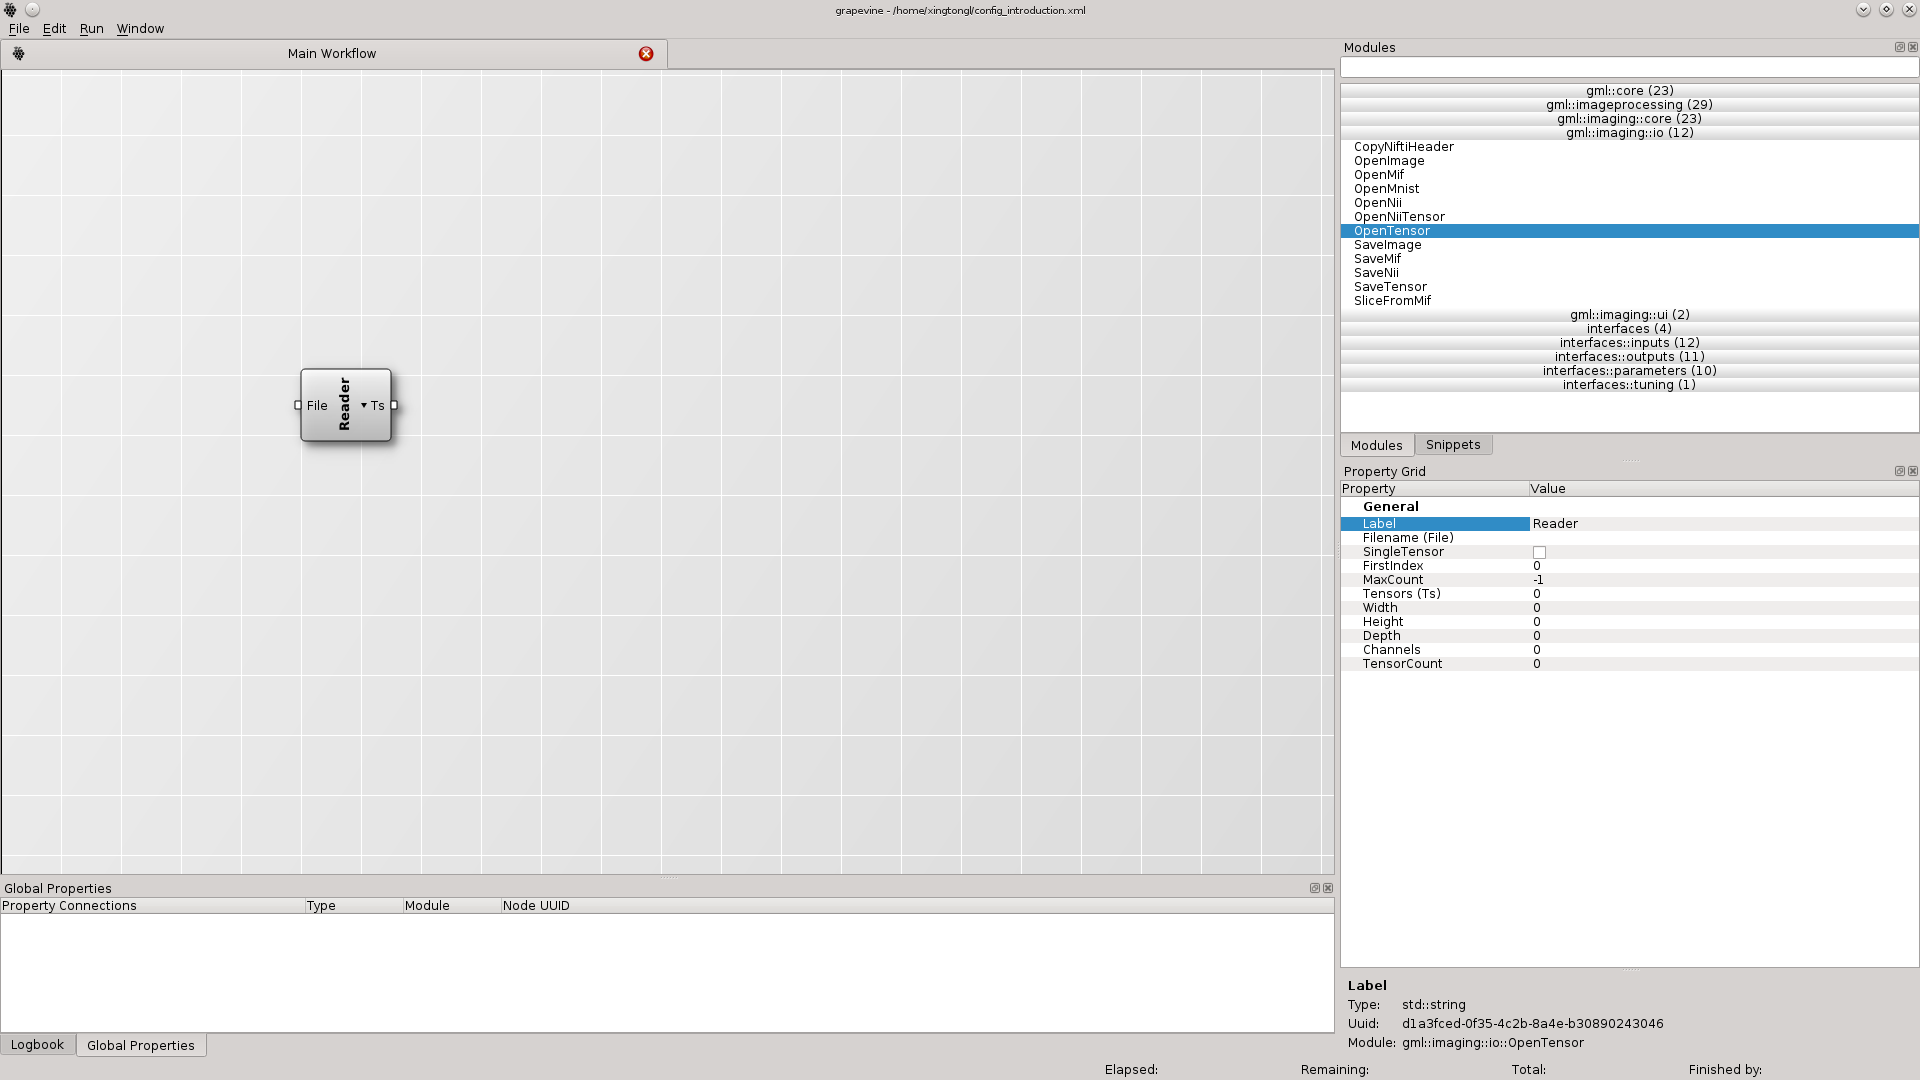 grapevine - /home/xingtongl/config_introduction.xml
File Edit Run Window
Main Workflow
File Reader Ts
Global Properties
Property Connections Type Module Node UUID
Logbook Global Properties
Modules
gml::core (23)
gml::imageprocessing (29)
gml::imaging::core (23)
gml::imaging::io (12)
CopyNiftiHeader
OpenImage
OpenMif
OpenMnist
OpenNii
OpenNiiTensor
OpenTensor
SaveImage
SaveMif
SaveNii
SaveTensor
SliceFromMif
gml::imaging::ui (2)
interfaces (4)
interfaces::inputs (12)
interfaces::outputs (11)
interfaces::parameters (10)
interfaces::tuning (1)
Modules Snippets
Property Grid
Property Value
General
Label Reader
Filename (File)
SingleTensor
FirstIndex 0
MaxCount -1
Tensors (Ts) 0
Width 0
Height 0
Depth 0
Channels 0
TensorCount 0
Label
Type: std::string
Uuid: d1a3fced-0f35-4c2b-8a4e-b30890243046
Module: gml::imaging::io::OpenTensor
Elapsed: Remaining: Total: Finished by: